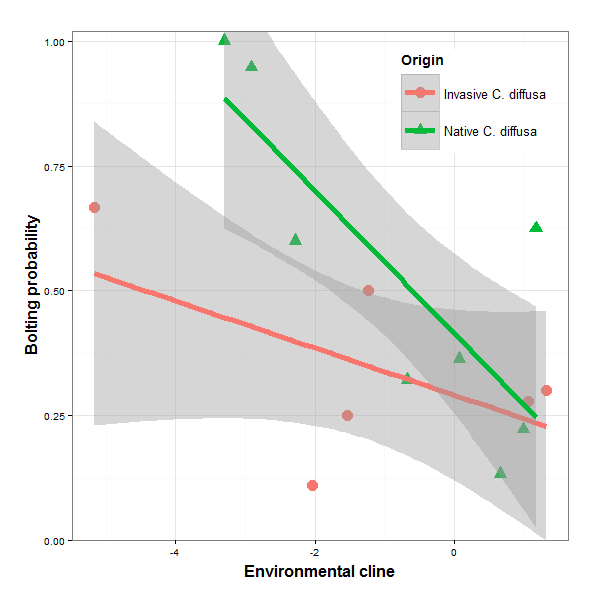 Origin
Invasive C. diffusa
Native C. diffusa
1.00
0.75
0.50
0.25
0.00
Bolting probability
-4
-2
0
Environmental cline